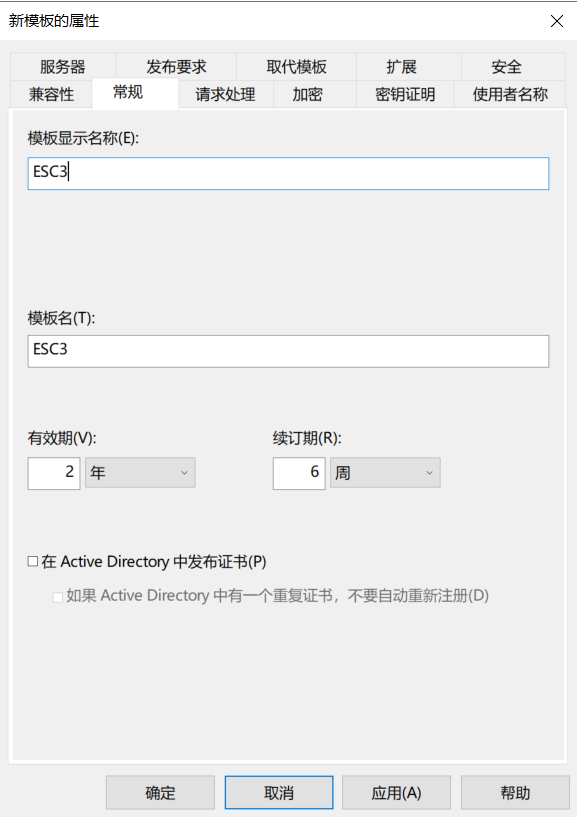 新模板的属性
服务器 发布要求 取代模板 扩展 安全
兼容性 常规 请求处理 加密 密钥证明 使用者名称
模板显示名称(E):
ESC3
模板名(T):
ESC3
有效期(V): 续订期(R):
2 年 6 周
在 Active Directory 中发布证书(P)
如果 Active Directory 中有一个重复证书，不要自动重新注册(D)
确定 取消 应用(A) 帮助